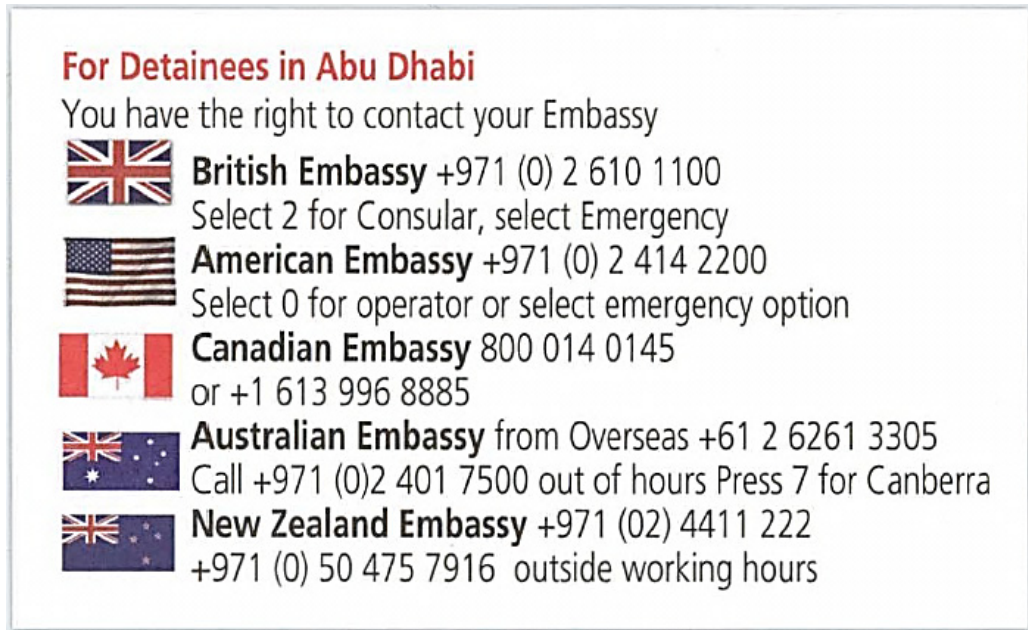 For Detainees in Abu Dhabi
You have the right to contact your Embassy
British Embassy +971 (0) 2 610 1100
Select 2 for Consular, select Emergency
American Embassy +971 (0) 2 414 2200
Select 0 for operator or select emergency option
Canadian Embassy 800 014 0145
or +1 613 996 8885
Australian Embassy from Overseas +61 2 6261 3305
Call +971 (0)2 401 7500 out of hours Press 7 for Canberra
New Zealand Embassy +971 (02) 4411 222
+971 (0) 50 475 7916 outside working hours